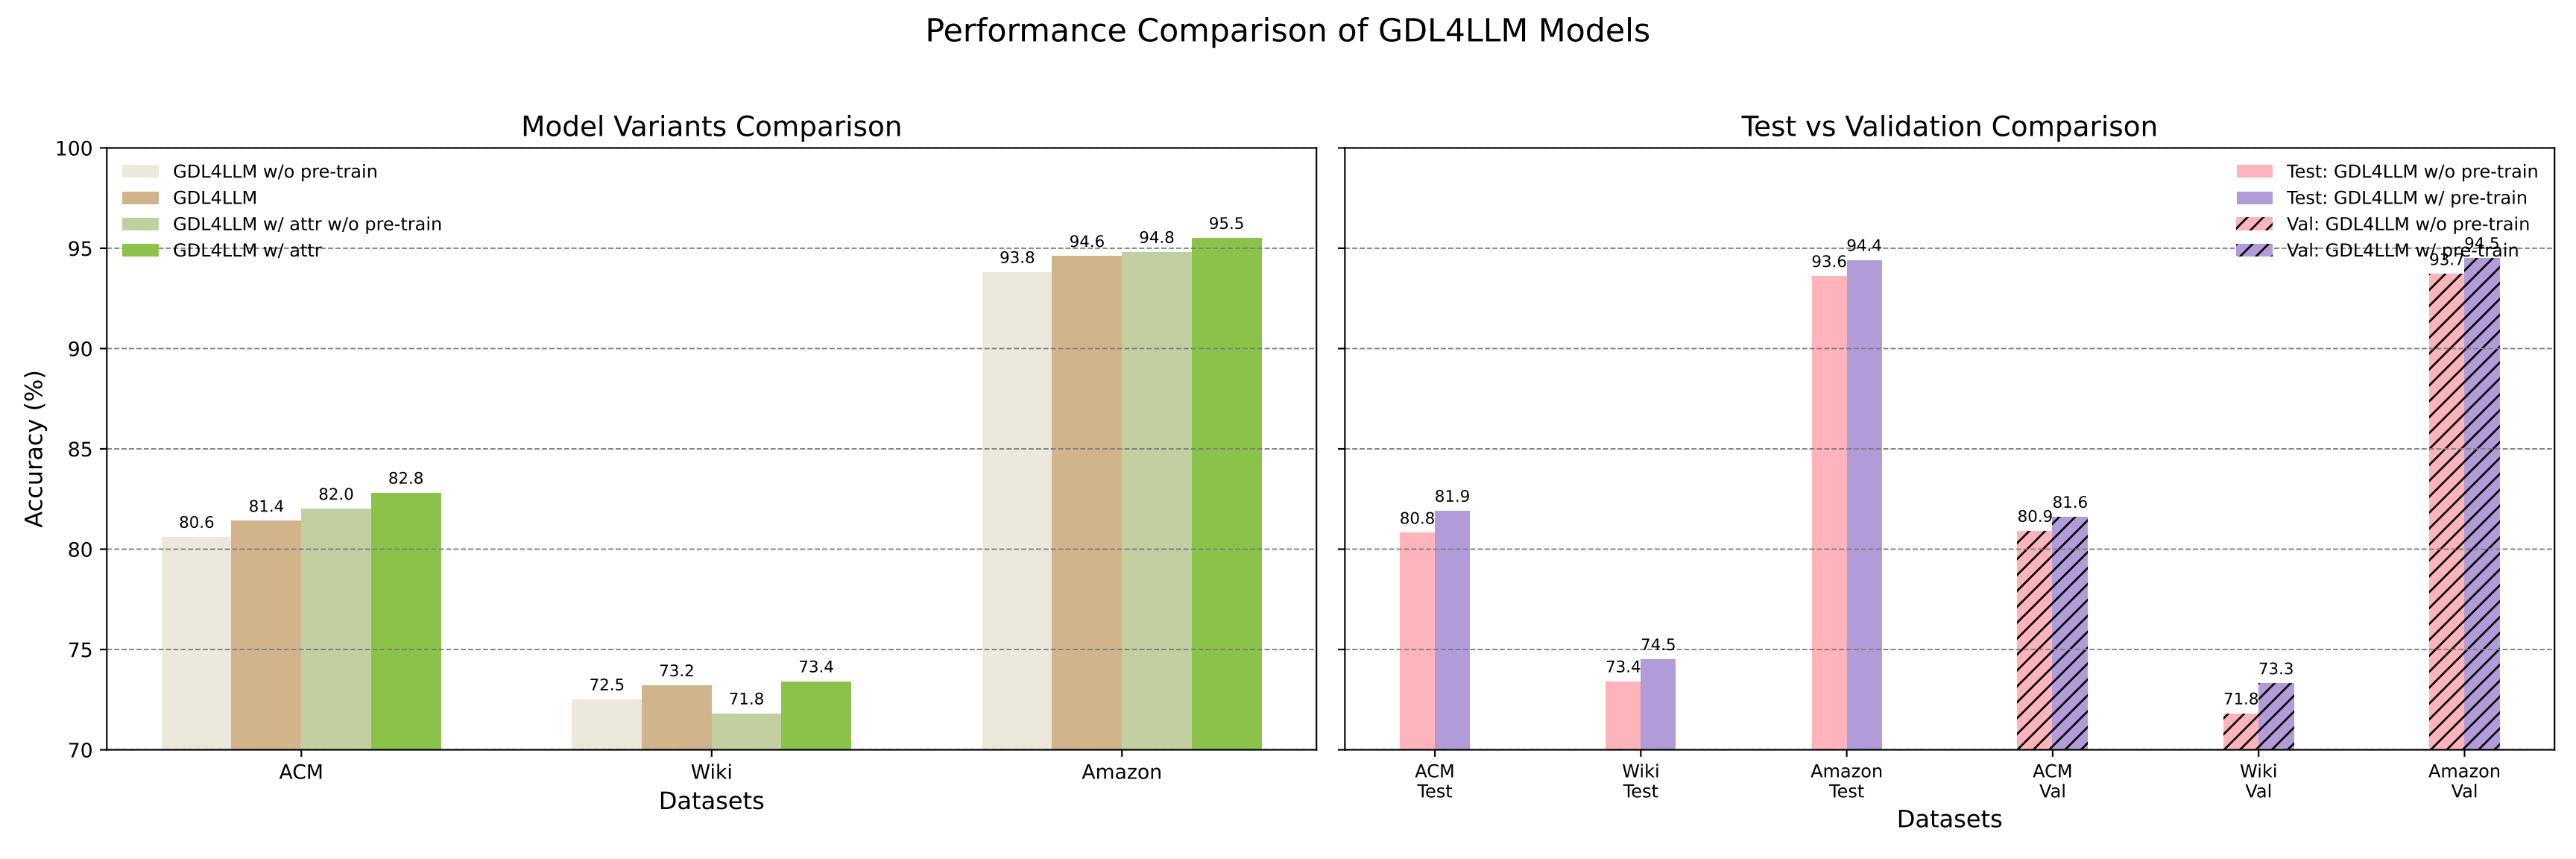 Performance Comparison of GDL4LLM Models
Model Variants Comparison
Accuracy (%)
100
95
90
85
80
75
70
GDL4LLM w/o pre-train
GDL4LLM
GDL4LLM w/ attr w/o pre-train
GDL4LLM w/ attr
80.6
81.4
82.0
82.8
72.5
73.2
71.8
73.4
93.8
94.6
94.8
95.5
ACM
Wiki
Amazon
Datasets
Test vs Validation Comparison
Test: GDL4LLM w/o pre-train
Test: GDL4LLM w/ pre-train
Val: GDL4LLM w/o pre-train
Val: GDL4LLM w/ pre-train
80.8
81.9
73.4
74.5
93.6
94.4
80.9
81.6
71.8
73.3
93.7
94.5
ACM
Test
Wiki
Test
Amazon
Test
ACM
Val
Wiki
Val
Amazon
Val
Datasets